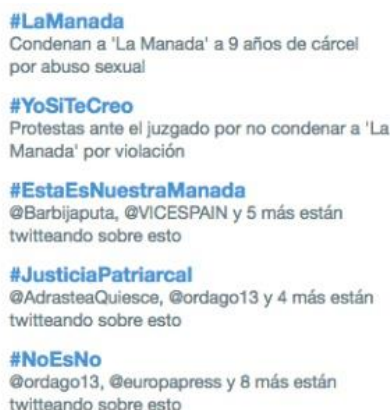 #LaManada
Condenan a 'La Manada' a 9 años de cárcel
por abuso sexual
#YoSiTeCreo
Protestas ante el juzgado por no condenar a 'La
Manada' por violación
#EstaEsNuestraManada
@Barbijaputa, @VICESPAIN y 5 más están
twitteando sobre esto
#JusticiaPatriarcal
@AdrasteaQuiesce, @ordago13 y 4 más están
twitteando sobre esto
#NoEsNo
@ordago13, @europapress y 8 más están
twitteando sobre esto